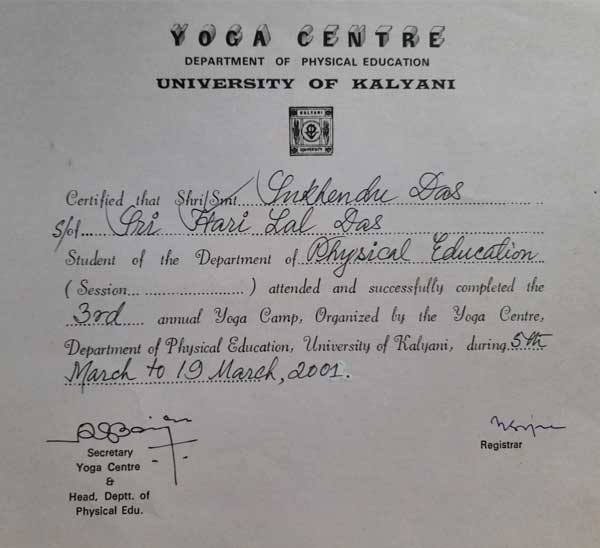 YOGA CENTRE
DEPARTMENT OF PHYSICAL EDUCATION
UNIVERSITY OF KALYANI
KALYANI
UNIVERSITY
Certified that Shri/Smt Sukhendu Das
s/of Sri Hari Lal Das
Student of the Department of Physical Education
( Session.................... ) attended and successfully completed the
3rd annual Yoga Camp, Organized by the Yoga Centre,
Department of Physical Education, University of Kalyani, during 5th
March to 19 March, 2001.
Secretary
Yoga Centre
&
Head, Deptt. of
Physical Edu.
Registrar